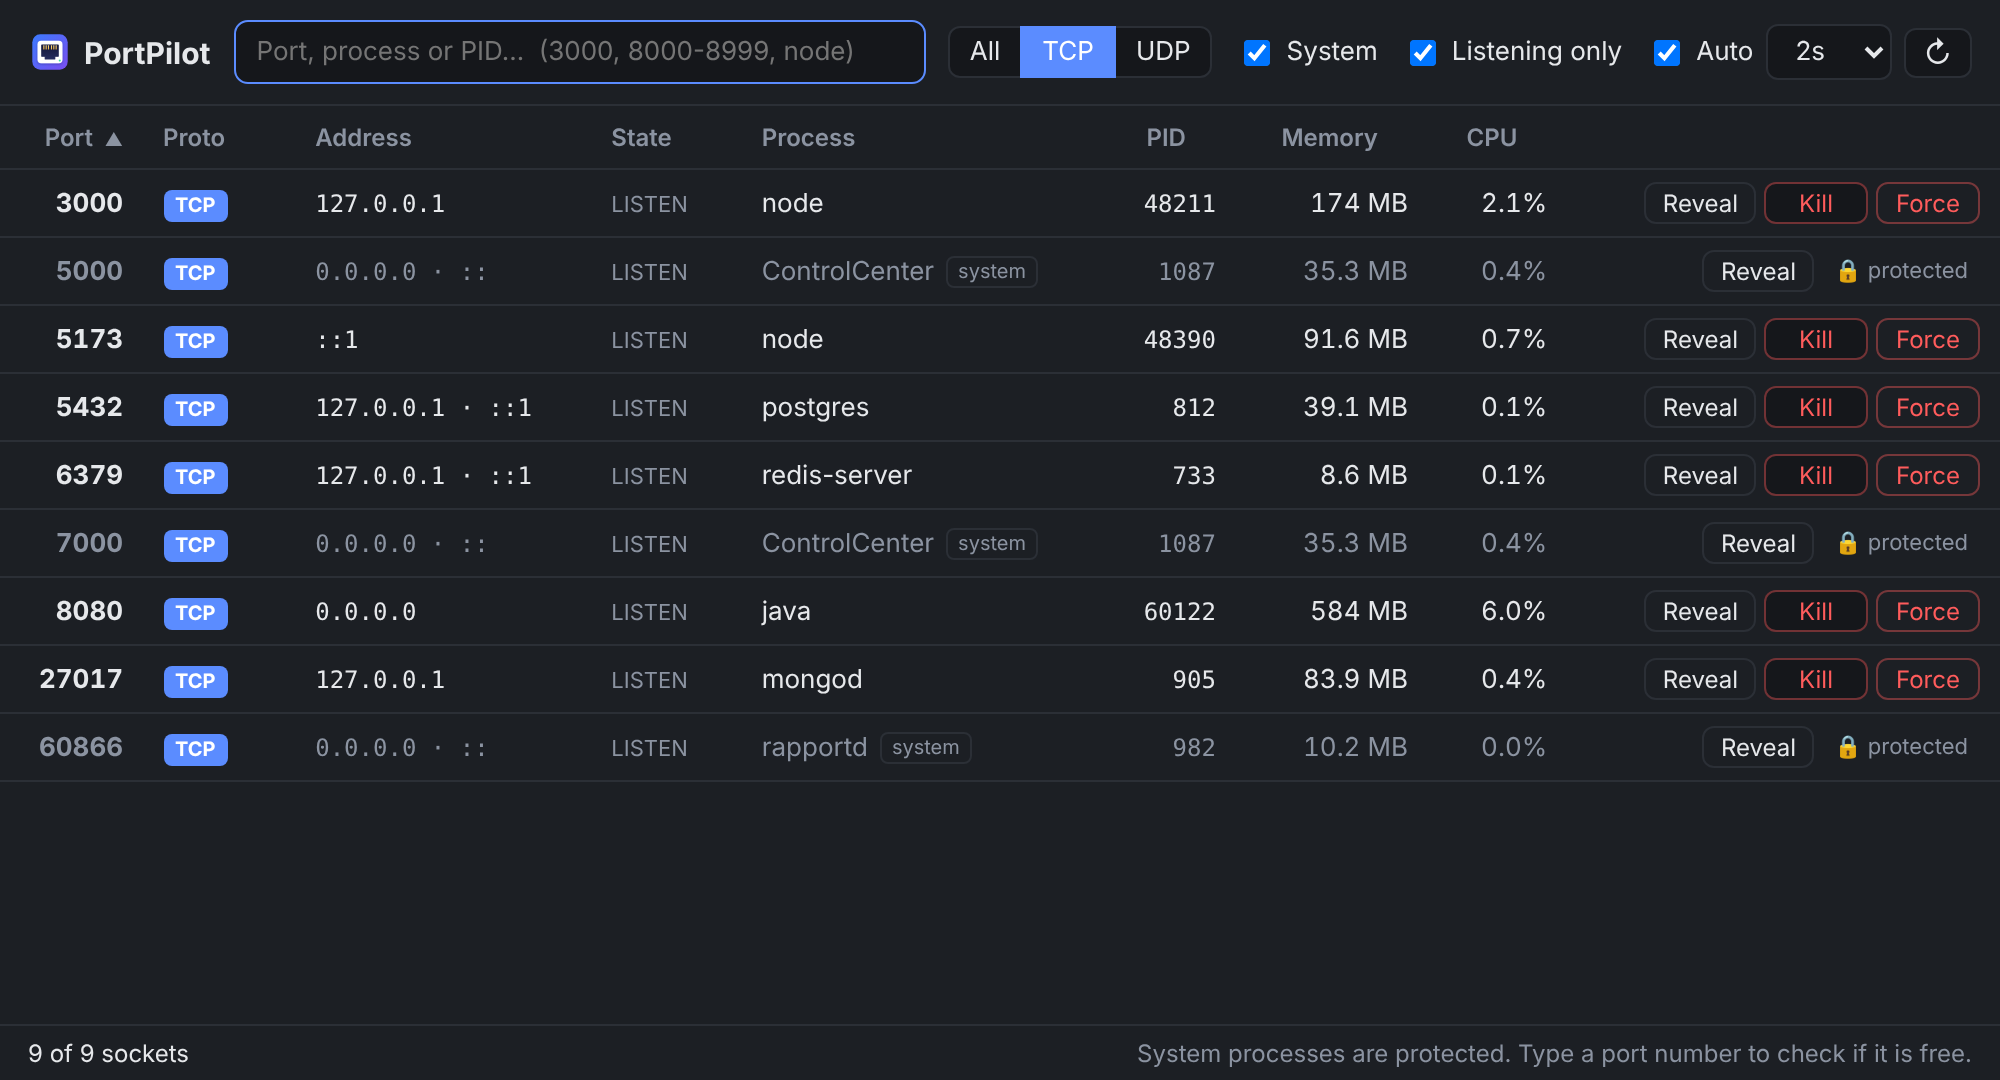 PortPilot Port, process or PID... (3000, 8000-8999, node) All TCP UDP System Listening only Auto 2s
Port ▲ Proto Address State Process PID Memory CPU
3000 TCP 127.0.0.1 LISTEN node 48211 174 MB 2.1% Reveal Kill Force
5000 TCP 0.0.0.0 · :: LISTEN ControlCenter system 1087 35.3 MB 0.4% Reveal 🔒 protected
5173 TCP ::1 LISTEN node 48390 91.6 MB 0.7% Reveal Kill Force
5432 TCP 127.0.0.1 · ::1 LISTEN postgres 812 39.1 MB 0.1% Reveal Kill Force
6379 TCP 127.0.0.1 · ::1 LISTEN redis-server 733 8.6 MB 0.1% Reveal Kill Force
7000 TCP 0.0.0.0 · :: LISTEN ControlCenter system 1087 35.3 MB 0.4% Reveal 🔒 protected
8080 TCP 0.0.0.0 LISTEN java 60122 584 MB 6.0% Reveal Kill Force
27017 TCP 127.0.0.1 LISTEN mongod 905 83.9 MB 0.4% Reveal Kill Force
60866 TCP 0.0.0.0 · :: LISTEN rapportd system 982 10.2 MB 0.0% Reveal 🔒 protected
9 of 9 sockets System processes are protected. Type a port number to check if it is free.